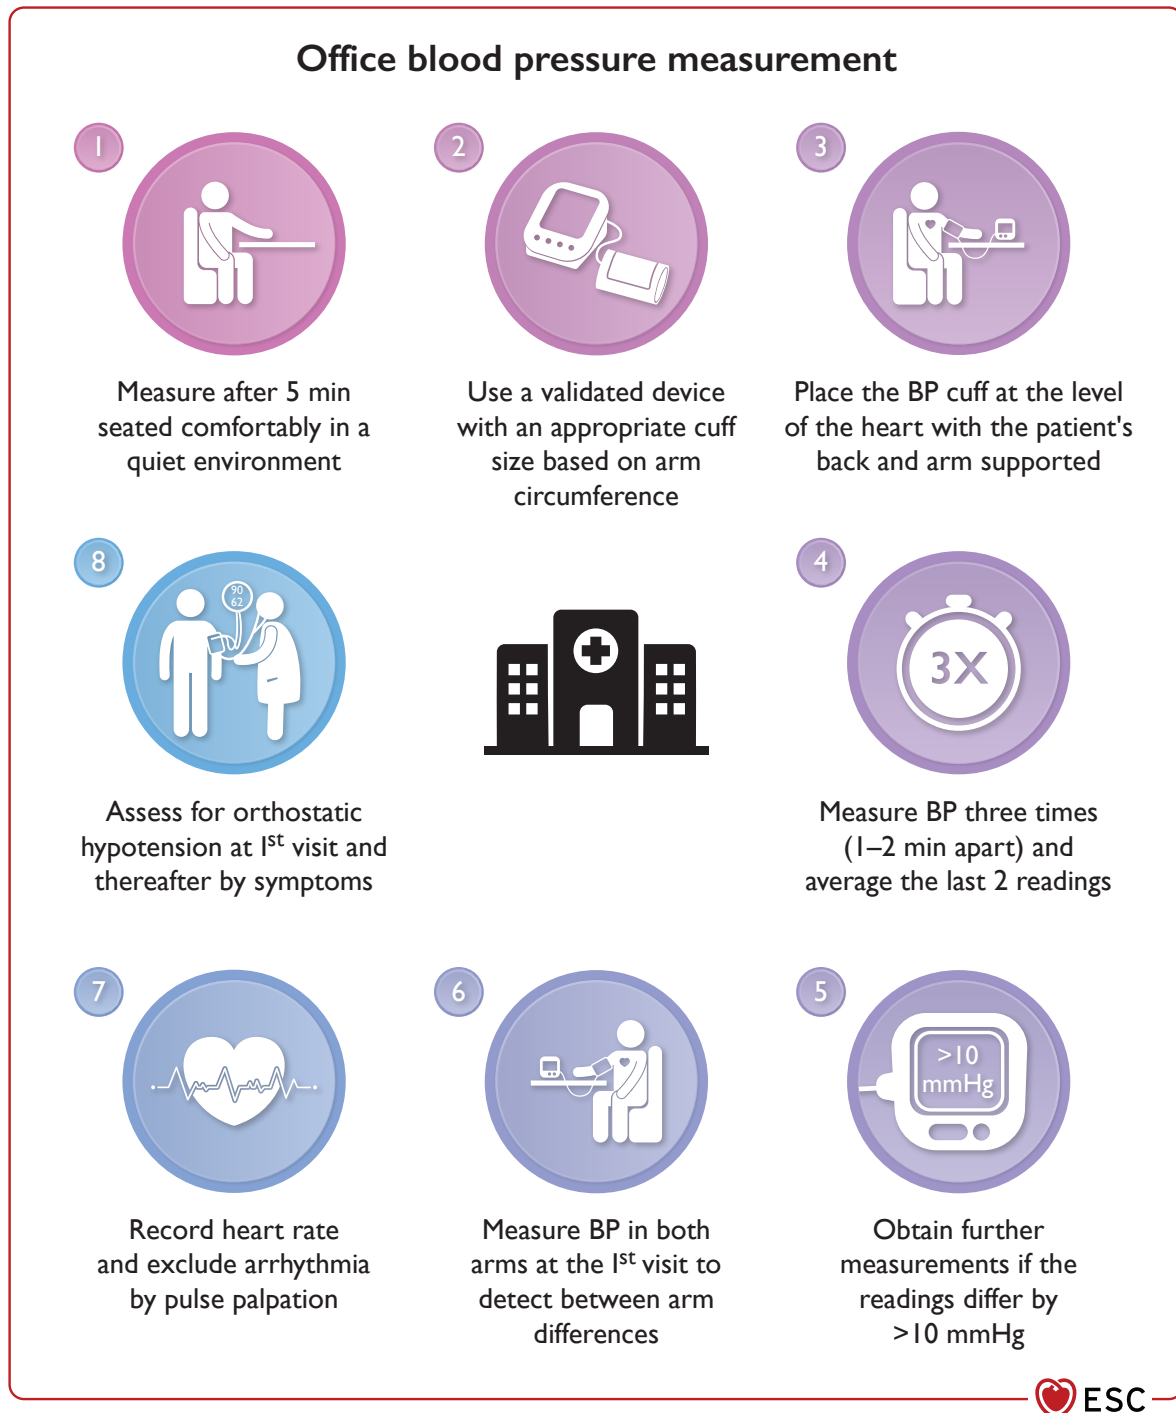 Office blood pressure measurement
1
Measure after 5 min
seated comfortably in a
quiet environment
2
Use a validated device
with an appropriate cuff
size based on arm
circumference
3
Place the BP cuff at the level
of the heart with the patient's
back and arm supported
4
3X
Measure BP three times
(1–2 min apart) and
average the last 2 readings
5
>10
mmHg
Obtain further
measurements if the
readings differ by
>10 mmHg
6
Measure BP in both
arms at the 1st visit to
detect between arm
differences
7
Record heart rate
and exclude arrhythmia
by pulse palpation
8
90
62
Assess for orthostatic
hypotension at 1st visit and
thereafter by symptoms
ESC